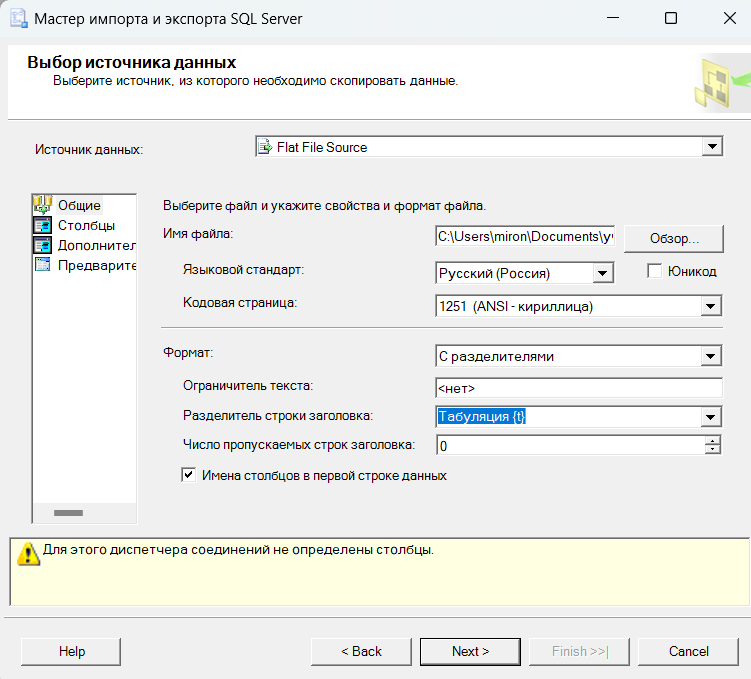 Мастер импорта и экспорта SQL Server
Выбор источника данных
Выберите источник, из которого необходимо скопировать данные.
Источник данных:
Flat File Source
Общие
Столбцы
Дополнител
Предварите
Выберите файл и укажите свойства и формат файла.
Имя файла:
C:\Users\miron\Documents\уч
Обзор...
Языковой стандарт:
Русский (Россия)
Юникод
Кодовая страница:
1251 (ANSI - кириллица)
Формат:
С разделителями
Ограничитель текста:
<нет>
Разделитель строки заголовка:
Табуляция {t}
Число пропускаемых строк заголовка:
0
Имена столбцов в первой строке данных
Для этого диспетчера соединений не определены столбцы.
Help
< Back
Next >
Finish >>|
Cancel